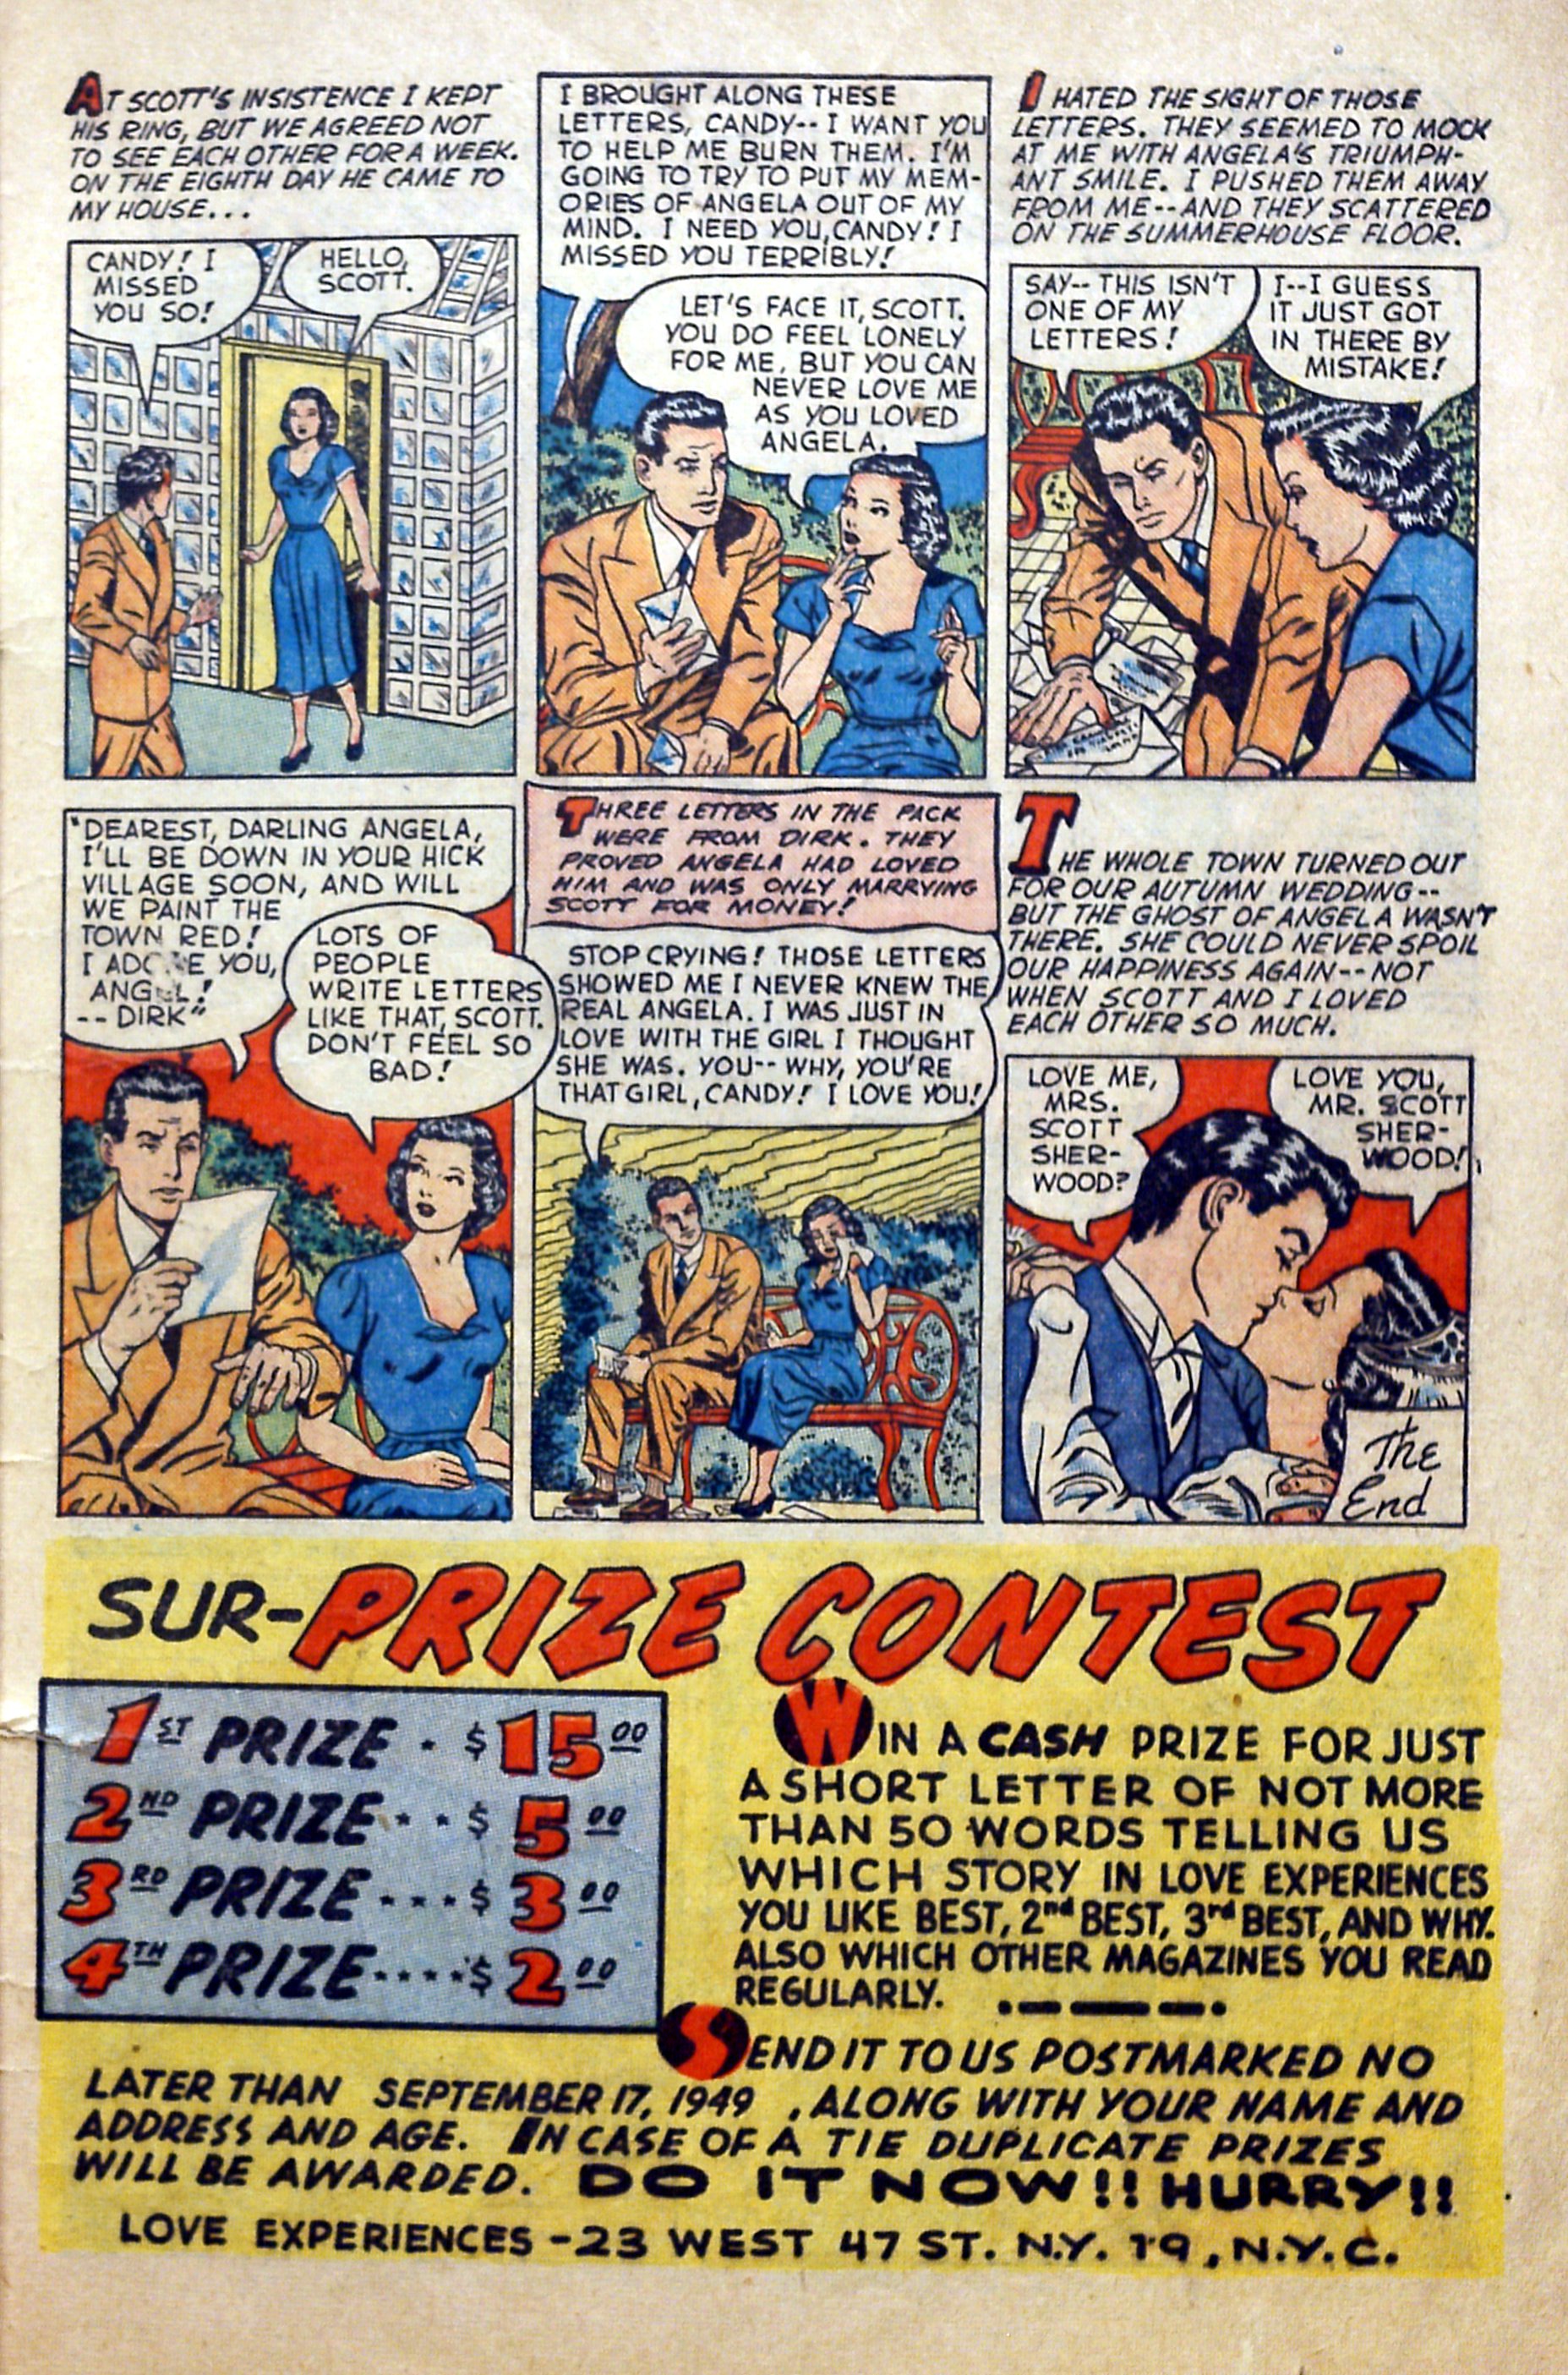 AT SCOTT'S INSISTENCE I KEPT
HIS RING, BUT WE AGREED NOT
TO SEE EACH OTHER FOR A WEEK.
ON THE EIGHTH DAY HE CAME TO
MY HOUSE...
CANDY! I
MISSED
YOU SO!
HELLO,
SCOTT.
I BROUGHT ALONG THESE
LETTERS, CANDY-- I WANT YOU
TO HELP ME BURN THEM. I'M
GOING TO TRY TO PUT MY MEM-
ORIES OF ANGELA OUT OF MY
MIND. I NEED YOU, CANDY! I
MISSED YOU TERRIBLY!
LET'S FACE IT, SCOTT.
YOU DO FEEL LONELY
FOR ME, BUT YOU CAN
NEVER LOVE ME
AS YOU LOVED
ANGELA.
I HATED THE SIGHT OF THOSE
LETTERS. THEY SEEMED TO MOCK
AT ME WITH ANGELA'S TRIUMPH-
ANT SMILE. I PUSHED THEM AWAY
FROM ME--AND THEY SCATTERED
ON THE SUMMERHOUSE FLOOR.
SAY-- THIS ISN'T
ONE OF MY
LETTERS!
I--I GUESS
IT JUST GOT
IN THERE BY
MISTAKE!
"DEAREST, DARLING ANGELA,
I'LL BE DOWN IN YOUR HICK
VILLAGE SOON, AND WILL
WE PAINT THE
TOWN RED!
I ADORE YOU,
ANGEL!
-- DIRK"
LOTS OF
PEOPLE
WRITE LETTERS
LIKE THAT, SCOTT.
DON'T FEEL SO
BAD!
THREE LETTERS IN THE PACK
WERE FROM DIRK. THEY
PROVED ANGELA HAD LOVED
HIM AND WAS ONLY MARRYING
SCOTT FOR MONEY!
STOP CRYING! THOSE LETTERS
SHOWED ME I NEVER KNEW THE
REAL ANGELA. I WAS JUST IN
LOVE WITH THE GIRL I THOUGHT
SHE WAS. YOU-- WHY, YOU'RE
THAT GIRL, CANDY! I LOVE YOU!
THE WHOLE TOWN TURNED OUT
FOR OUR AUTUMN WEDDING--
BUT THE GHOST OF ANGELA WASN'T
THERE. SHE COULD NEVER SPOIL
OUR HAPPINESS AGAIN-- NOT
WHEN SCOTT AND I LOVED
EACH OTHER SO MUCH.
LOVE ME,
MRS.
SCOTT
SHER-
WOOD?
LOVE YOU,
MR. SCOTT
SHER-
WOOD!
The
End
SUR-PRIZE CONTEST
1ST PRIZE . $15.00
2ND PRIZE . . $ 5.00
3RD PRIZE . . . $ 3.00
4TH PRIZE . . . . $ 2.00
WIN A CASH PRIZE FOR JUST
A SHORT LETTER OF NOT MORE
THAN 50 WORDS TELLING US
WHICH STORY IN LOVE EXPERIENCES
YOU LIKE BEST, 2nd BEST, 3rd BEST, AND WHY.
ALSO WHICH OTHER MAGAZINES YOU READ
REGULARLY.
SEND IT TO US POSTMARKED NO
LATER THAN SEPTEMBER 17, 1949 , ALONG WITH YOUR NAME AND
ADDRESS AND AGE. IN CASE OF A TIE DUPLICATE PRIZES
WILL BE AWARDED. DO IT NOW!! HURRY!!
LOVE EXPERIENCES - 23 WEST 47 ST. N.Y. 19, N.Y.C.